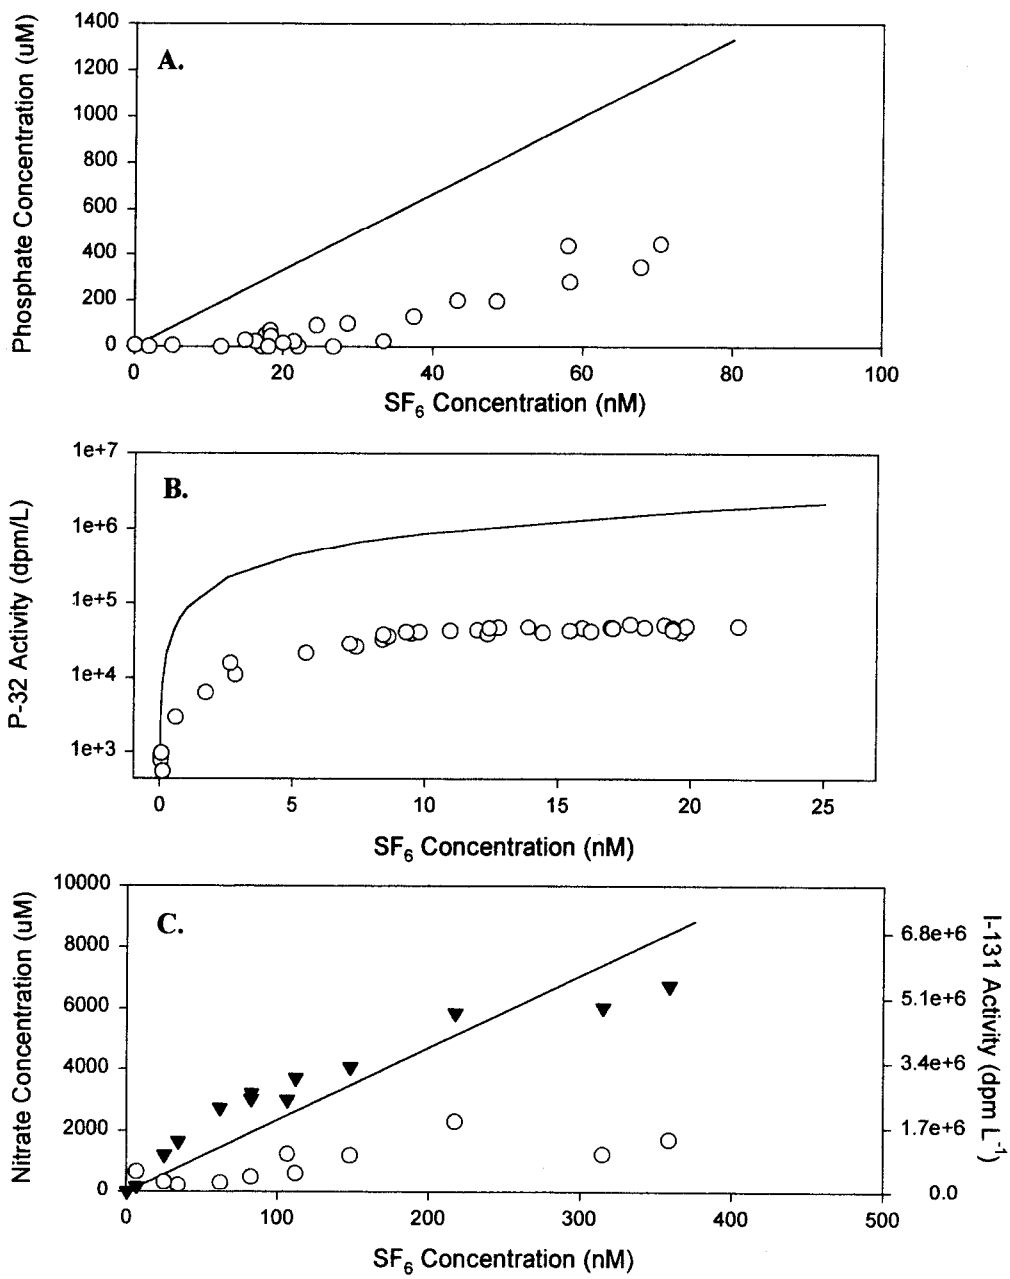 A.
Phosphate Concentration (uM)
1400
1200
1000
800
600
400
200
0
0 20 40 60 80 100
SF6 Concentration (nM)
B.
P-32 Activity (dpm/L)
1e+7
1e+6
1e+5
1e+4
1e+3
0 5 10 15 20 25
SF6 Concentration (nM)
C.
Nitrate Concentration (uM)
10000
8000
6000
4000
2000
0
I-131 Activity (dpm L-1)
6.8e+6
5.1e+6
3.4e+6
1.7e+6
0.0
0 100 200 300 400 500
SF6 Concentration (nM)